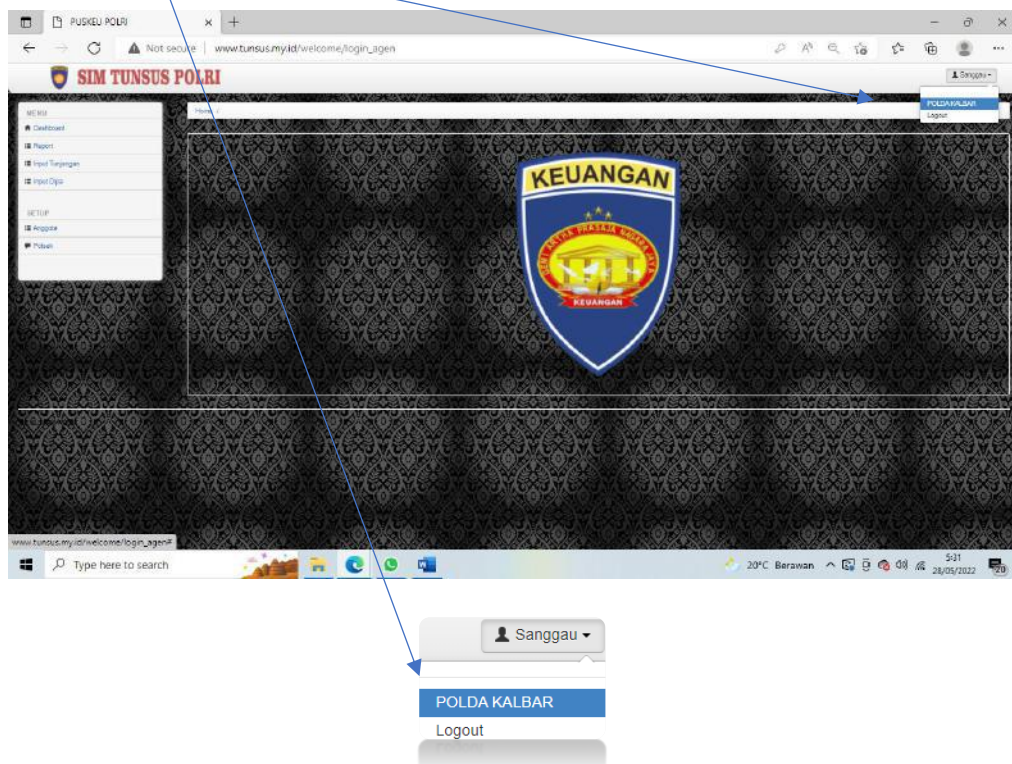 PUSKEU POLRI
Not secure www.tunsus.my.id/welcome/login_agen
SIM TUNSUS POLRI
Sanggau
POLDA KALBAR
Logout
Home /
MENU
Dashboard
Report
Input Tunjangan
Input Dipa
SETUP
Anggota
KEUANGAN
KEUANGAN
www.tunsus.my.id/welcome/login_agen#
Type here to search
20°C Berawan
5:31
28/05/2022
20
Sanggau
POLDA KALBAR
Logout